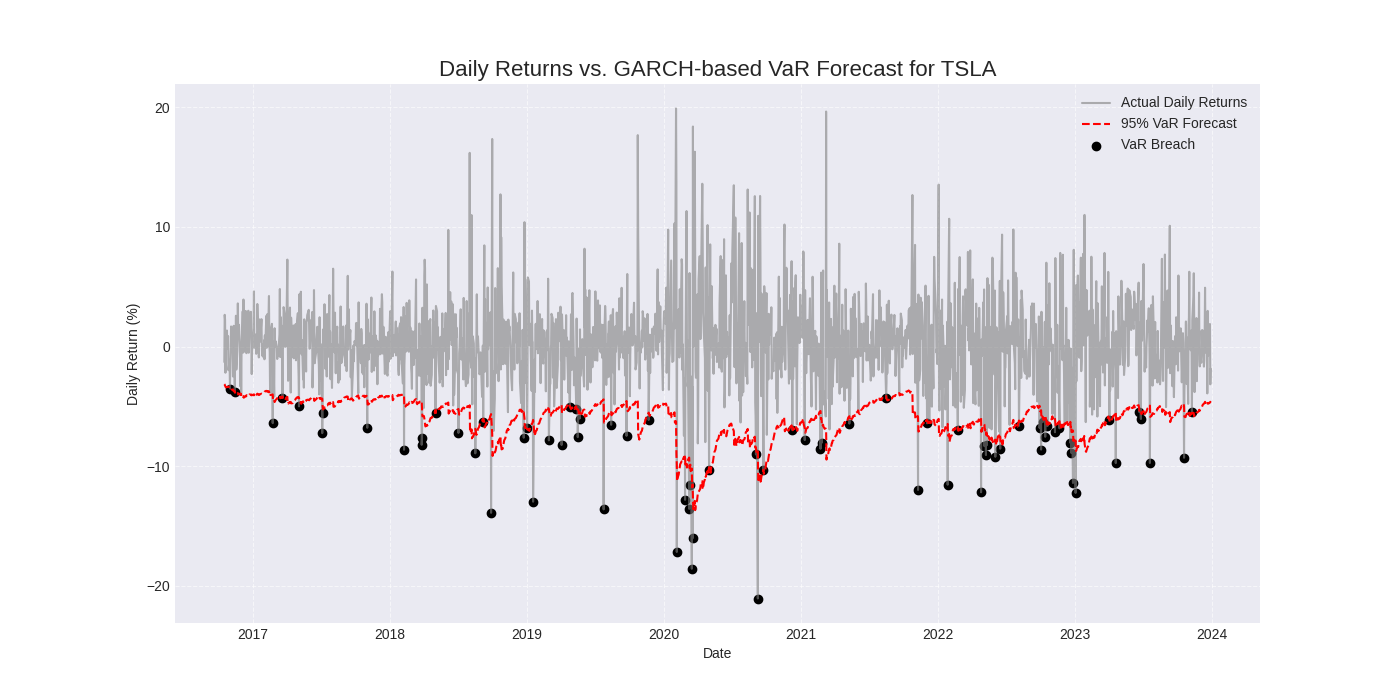 Daily Returns vs. GARCH-based VaR Forecast for TSLA
Actual Daily Returns
95% VaR Forecast
VaR Breach
Daily Return (%)
20
10
0
−10
−20
2017
2018
2019
2020
2021
2022
2023
2024
Date